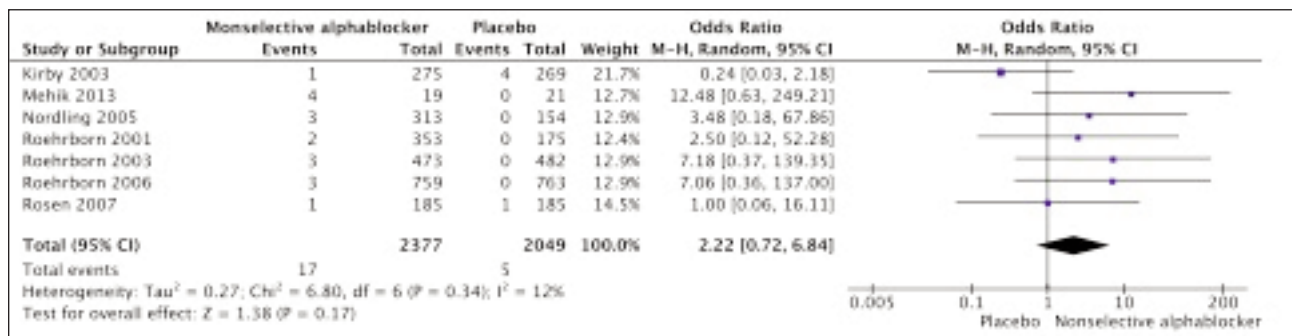 Monselective alphablocker Placebo Odds Ratio Odds Ratio
Study or Subgroup Events Total Events Total Weight M-H, Random, 95% CI M-H, Random, 95% CI
Kirby 2003 1 275 4 269 21.7% 0.24 [0.03, 2.18]
Mehik 2013 4 19 0 21 12.7% 12.48 [0.63, 249.21]
Nordling 2005 3 313 0 154 12.9% 3.48 [0.18, 67.86]
Roehrborn 2001 2 353 0 175 12.4% 2.50 [0.12, 52.28]
Roehrborn 2003 3 473 0 482 12.9% 7.18 [0.37, 139.35]
Roehrborn 2006 3 759 0 763 12.9% 7.06 [0.36, 137.00]
Rosen 2007 1 185 1 185 14.5% 1.00 [0.06, 16.11]
Total (95% CI) 2377 2049 100.0% 2.22 [0.72, 6.84]
Total events 17 5
Heterogeneity: Tau² = 0.27; Chi² = 6.80, df = 6 (P = 0.34); I² = 12%
Test for overall effect: Z = 1.38 (P = 0.17)
0.005 0.1 1 10 200
Placebo Nonselective alphablocker